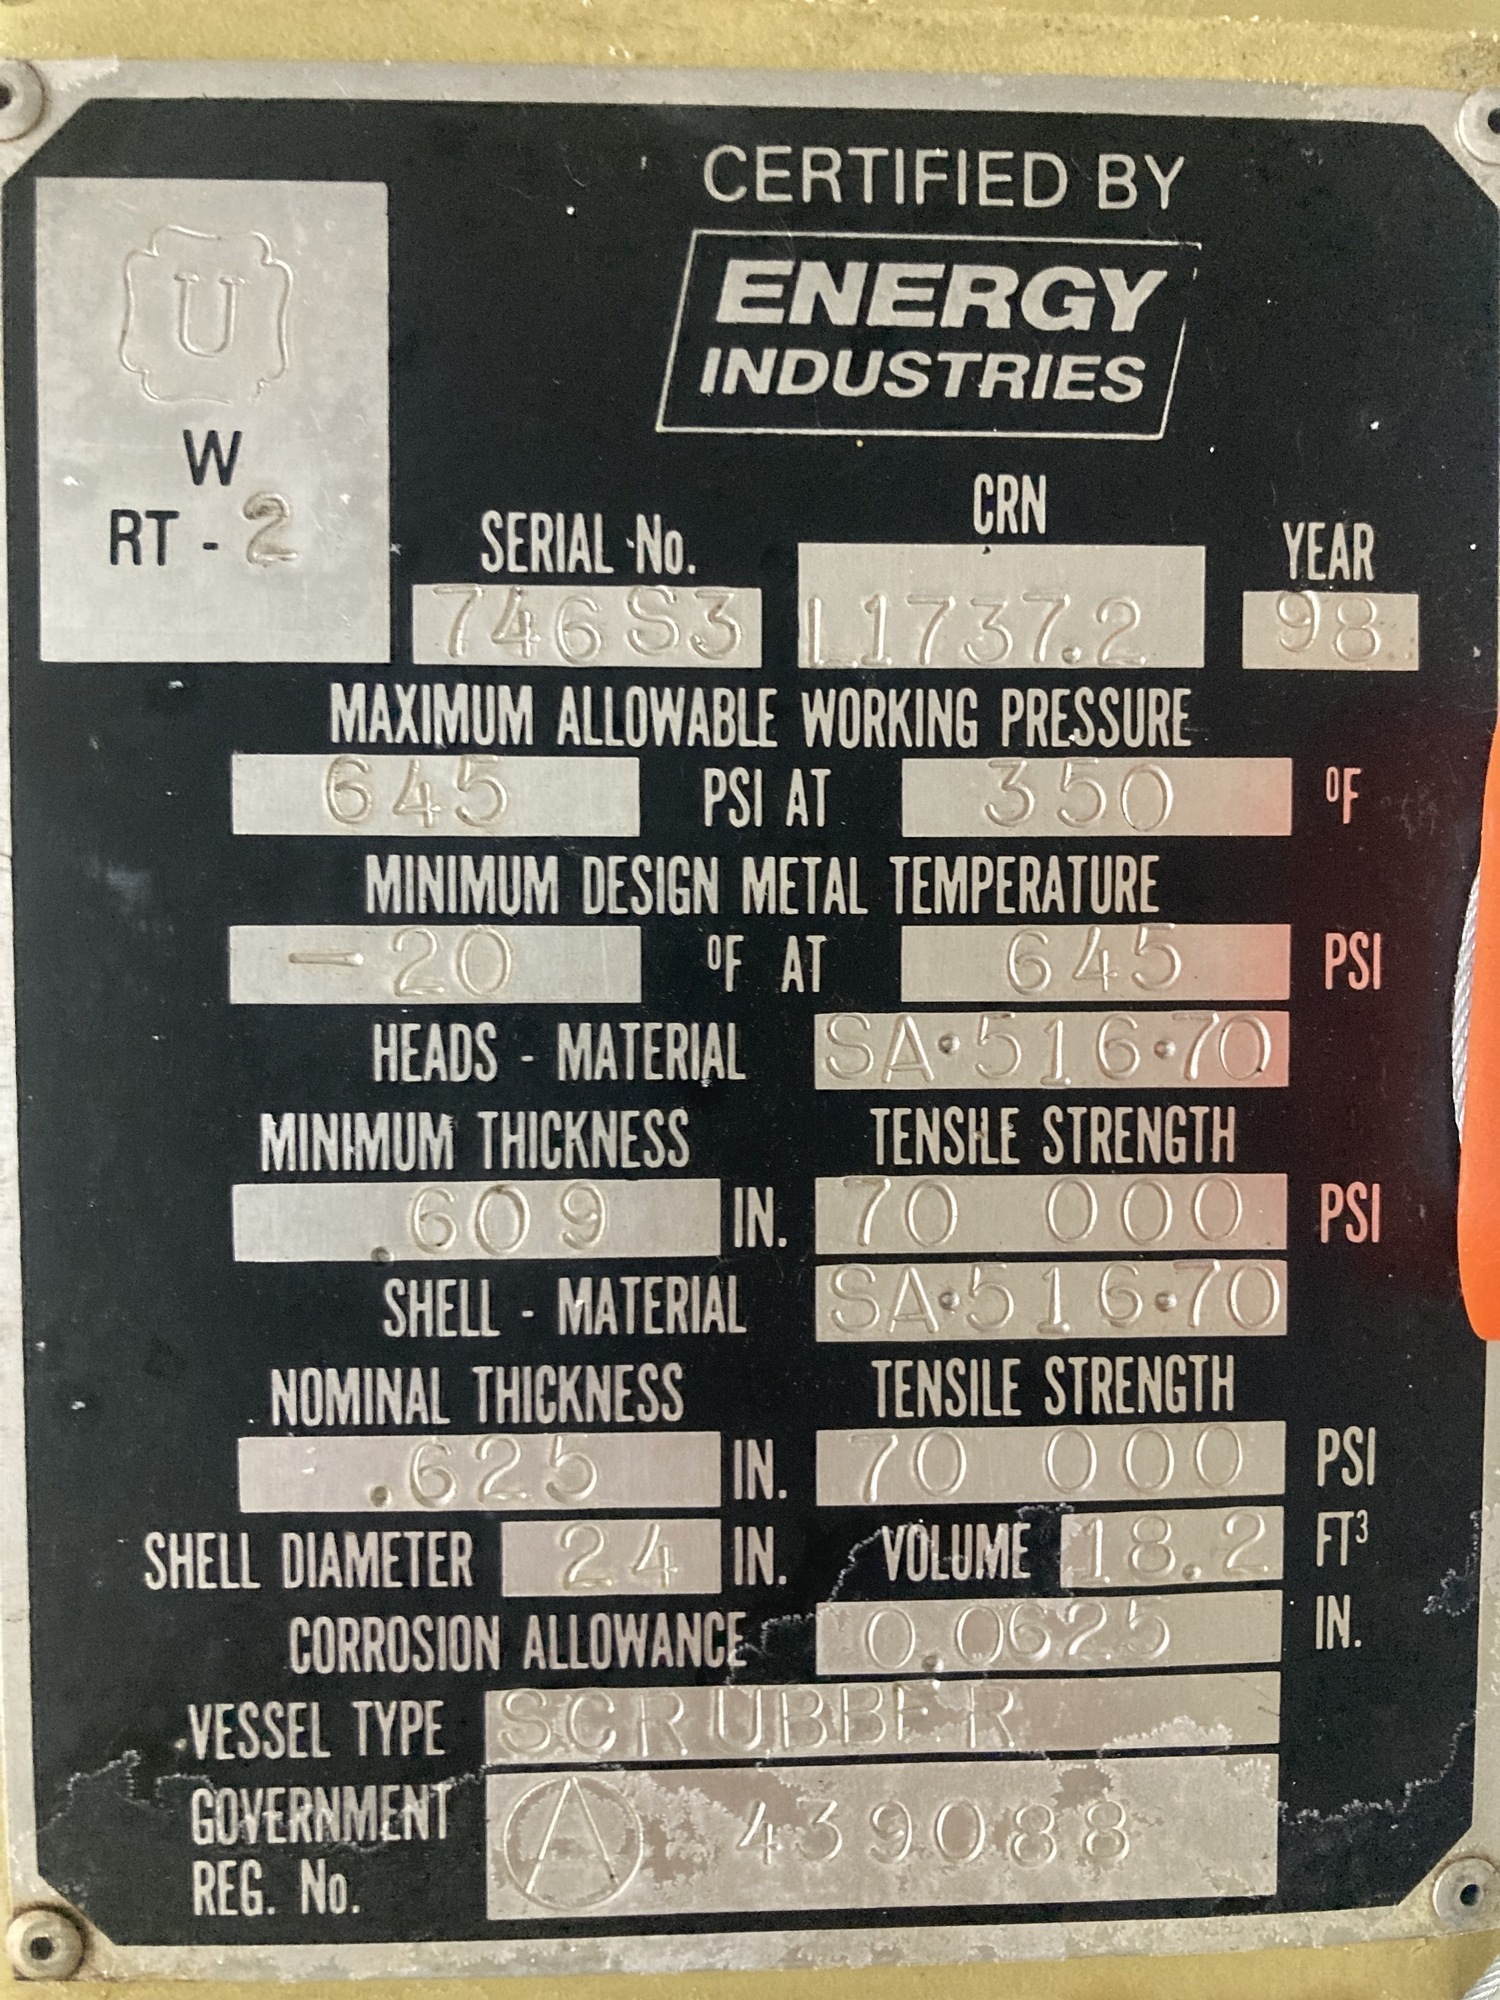 CERTIFIED BY
U
ENERGY
INDUSTRIES
W
RT - 2
SERIAL No. CRN YEAR
746S3 L1737.2 98
MAXIMUM ALLOWABLE WORKING PRESSURE
645 PSI AT 350 ºF
MINIMUM DESIGN METAL TEMPERATURE
-20 ºF AT 645 PSI
HEADS - MATERIAL SA·516·70
MINIMUM THICKNESS TENSILE STRENGTH
.609 IN. 70 000 PSI
SHELL - MATERIAL SA·516·70
NOMINAL THICKNESS TENSILE STRENGTH
.625 IN. 70 000 PSI
SHELL DIAMETER 24 IN. VOLUME 18.2 FT³
CORROSION ALLOWANCE 0.0625 IN.
VESSEL TYPE SCRUBBER
GOVERNMENT
REG. No. Ⓐ 439088